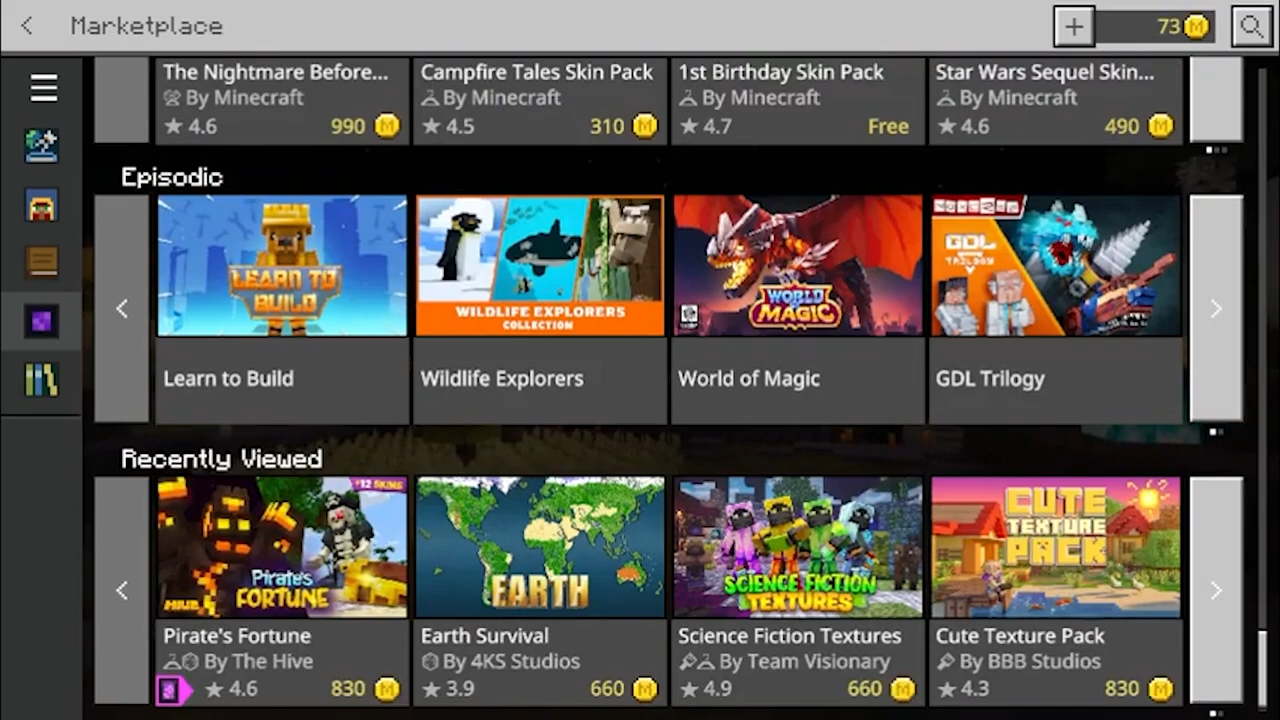 Marketplace
73
The Nightmare Before...
By Minecraft
4.6
990
Campfire Tales Skin Pack
By Minecraft
4.5
310
1st Birthday Skin Pack
By Minecraft
4.7
Free
Star Wars Sequel Skin...
By Minecraft
4.6
490
Episodic
LEARN TO
BUILD
Learn to Build
WILDLIFE EXPLORERS
COLLECTION
Wildlife Explorers
WORLD OF
MAGIC
World of Magic
GDL
TRILOGY
GDL Trilogy
Recently Viewed
+12 SKINS
Pirate's
FORTUNE
HIVE
Pirate's Fortune
By The Hive
4.6
830
EARTH
Earth Survival
By 4KS Studios
3.9
660
SCIENCE FICTION
TEXTURES
Science Fiction Textures
By Team Visionary
4.9
660
CUTE
TEXTURE
PACK
Cute Texture Pack
By BBB Studios
4.3
830